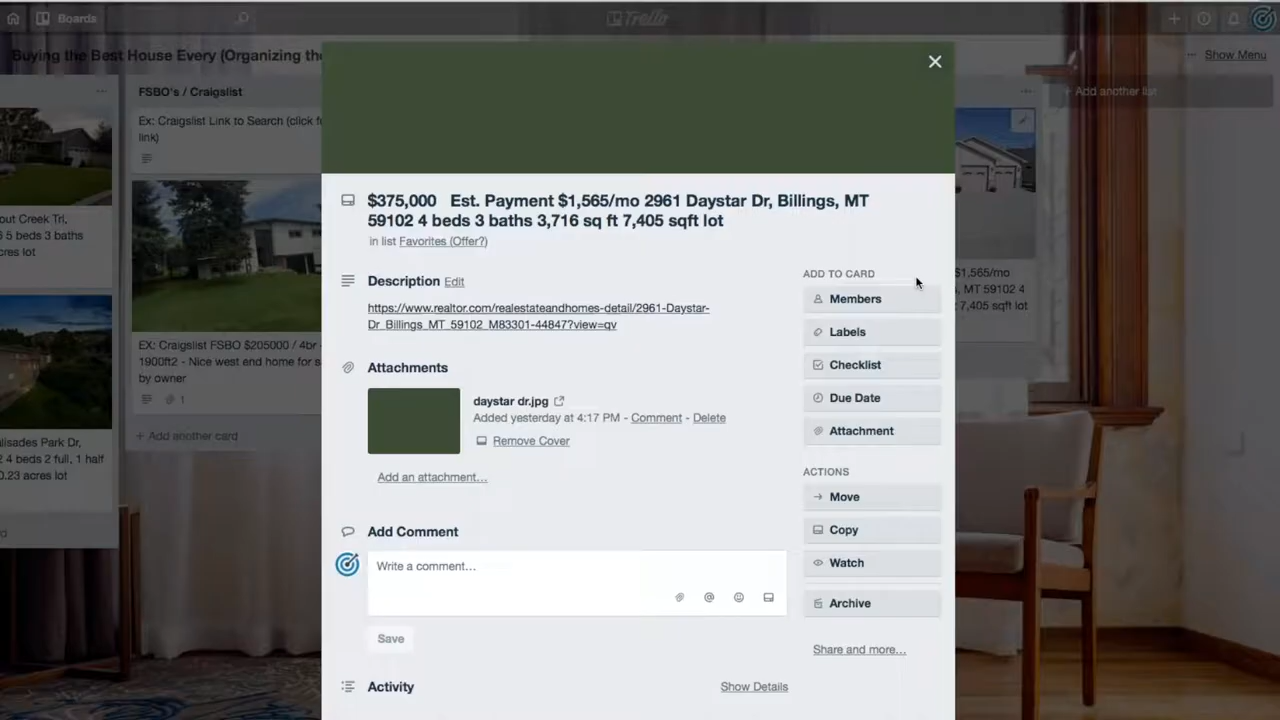 Boards
Trello
Buying the Best House Every (Organizing the
Show Menu
FSBO's / Craigslist
+ Add another list
Ex: Craigslist Link to Search (click f
link)
out Creek Trl,
6 5 beds 3 baths
cres lot
EX: Craigslist FSBO $205000 / 4br -
1900ft2 - Nice west end home for s
by owner
1
+ Add another card
alisades Park Dr,
2 4 beds 2 full, 1 half
0.23 acres lot
d
$375,000 Est. Payment $1,565/mo 2961 Daystar Dr, Billings, MT
59102 4 beds 3 baths 3,716 sq ft 7,405 sqft lot
in list Favorites (Offer?)
Description Edit
https://www.realtor.com/realestateandhomes-detail/2961-Daystar-
Dr_Billings_MT_59102_M83301-44847?view=qv
Attachments
daystar dr.jpg
Added yesterday at 4:17 PM - Comment - Delete
Remove Cover
Add an attachment...
Add Comment
Write a comment...
Save
Activity
Show Details
ADD TO CARD
Members
Labels
Checklist
Due Date
Attachment
ACTIONS
Move
Copy
Watch
Archive
Share and more...
$1,565/mo
, MT 59102 4
7,405 sqft lot